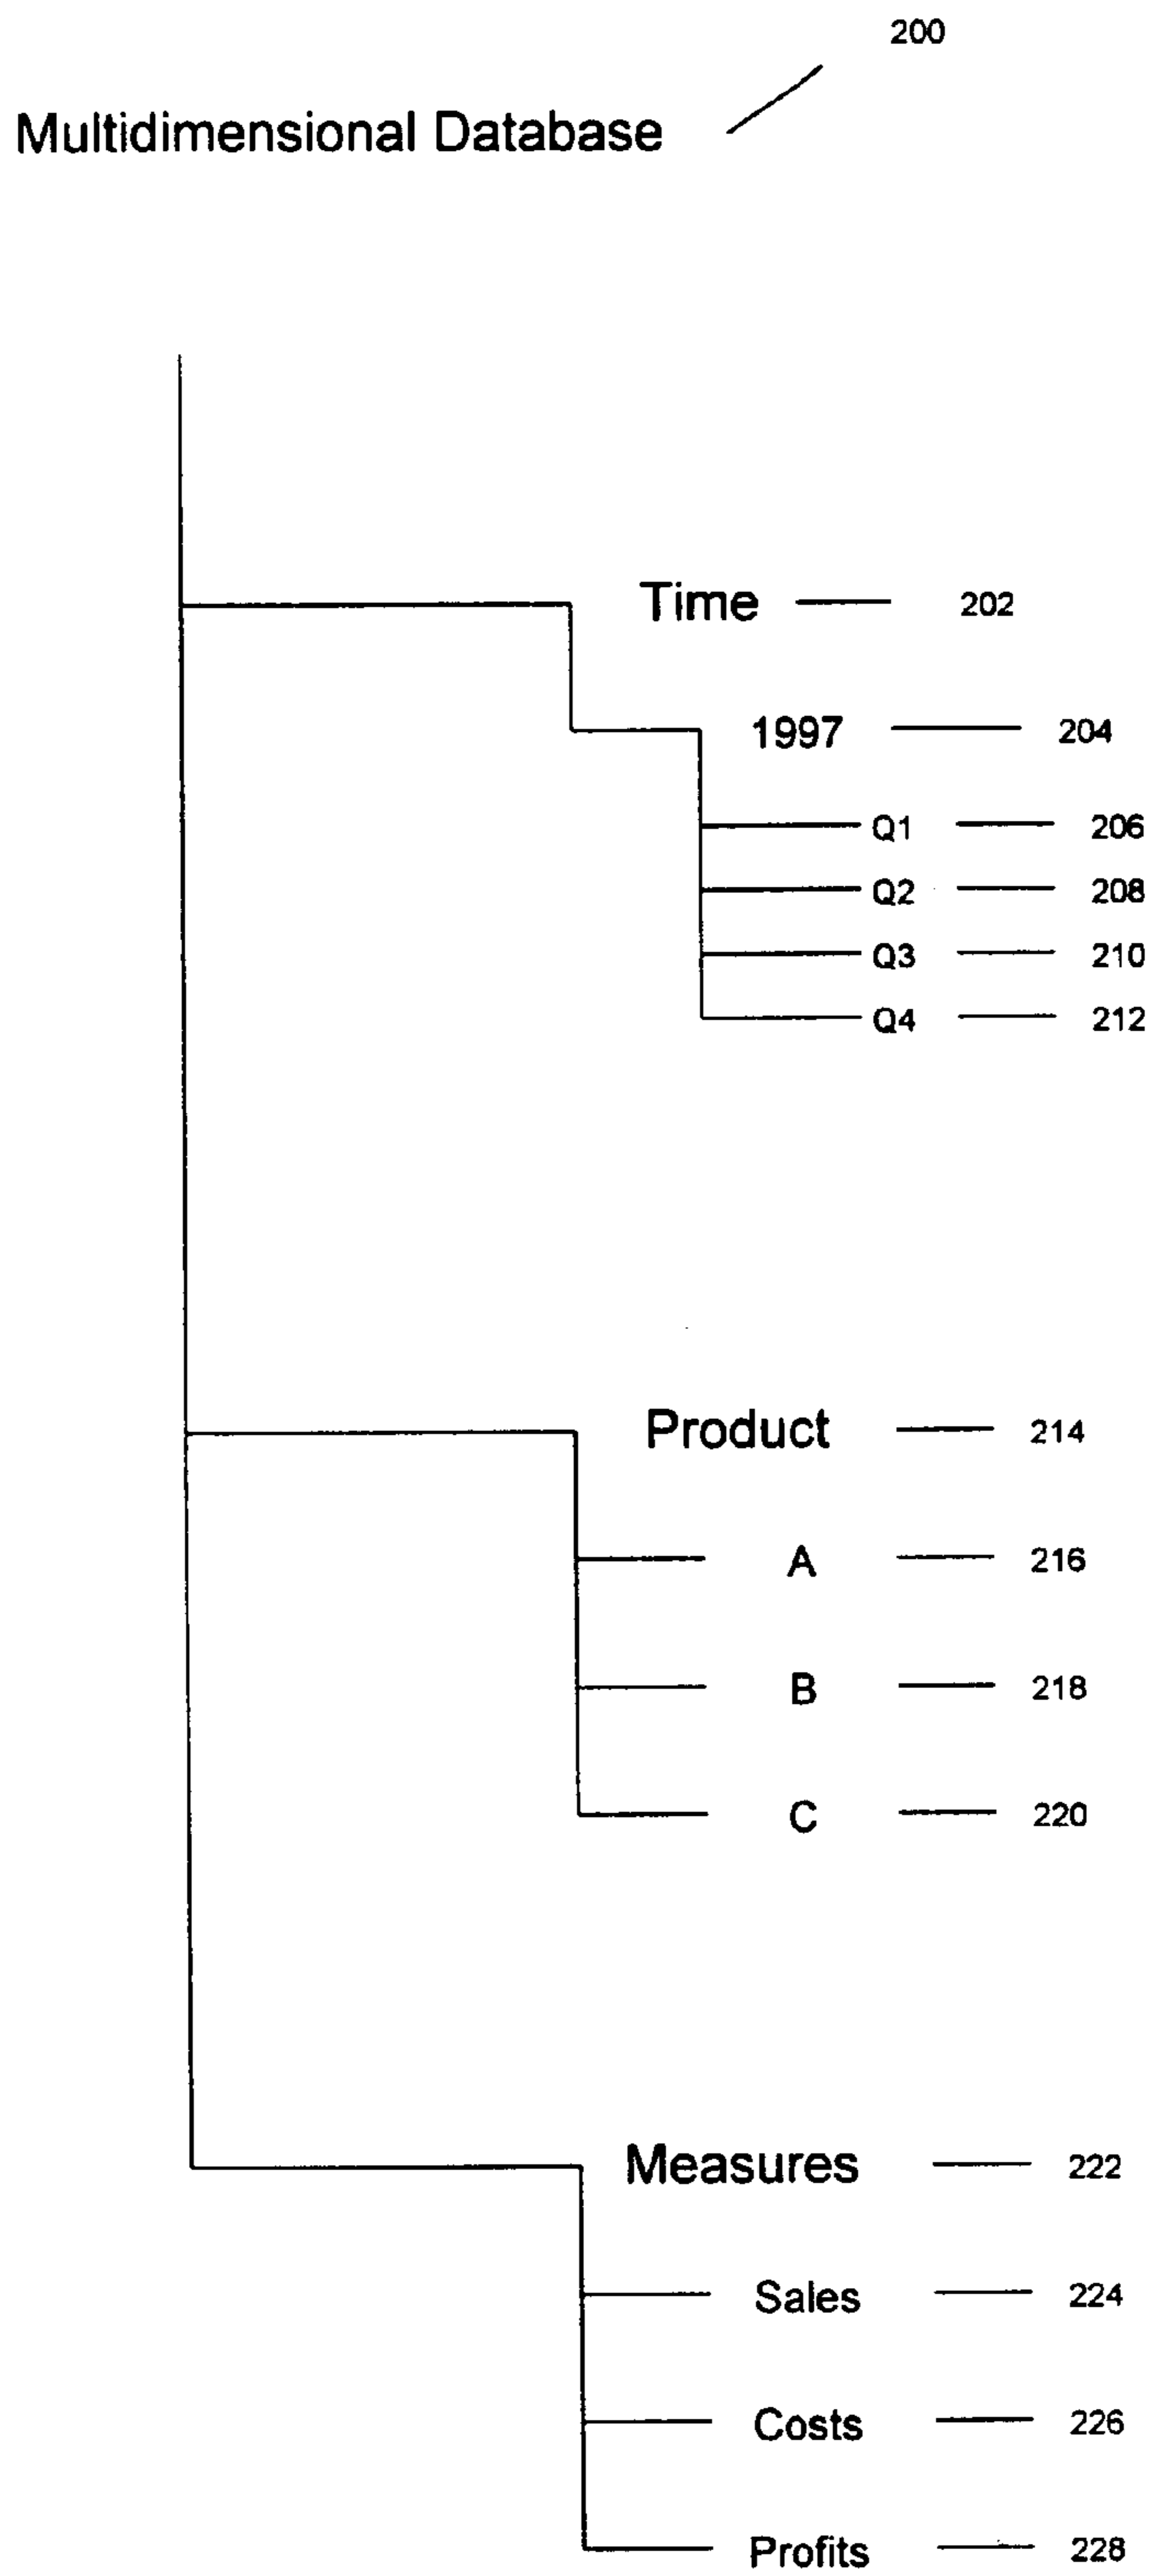 200
Multidimensional Database
Time 202
1997 204
Q1 206
Q2 208
Q3 210
Q4 212
Product 214
A 216
B 218
C 220
Measures 222
Sales 224
Costs 226
Profits 228